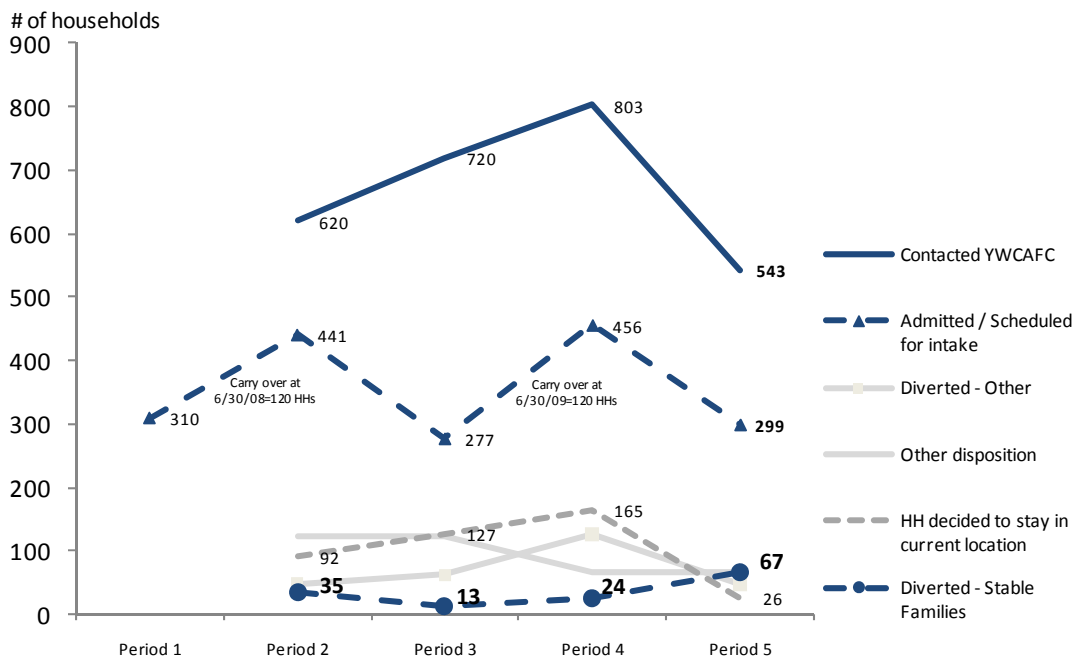 # of households
900
800
700
600
500
400
300
200
100
0
803
720
620
543
441
456
Carry over at
6/30/08=120 HHs
Carry over at
6/30/09=120 HHs
310
277
299
165
127
92
35
13
24
67
26
Period 1
Period 2
Period 3
Period 4
Period 5
Contacted YWCAFC
Admitted / Scheduled
for intake
Diverted - Other
Other disposition
HH decided to stay in
current location
Diverted - Stable
Families